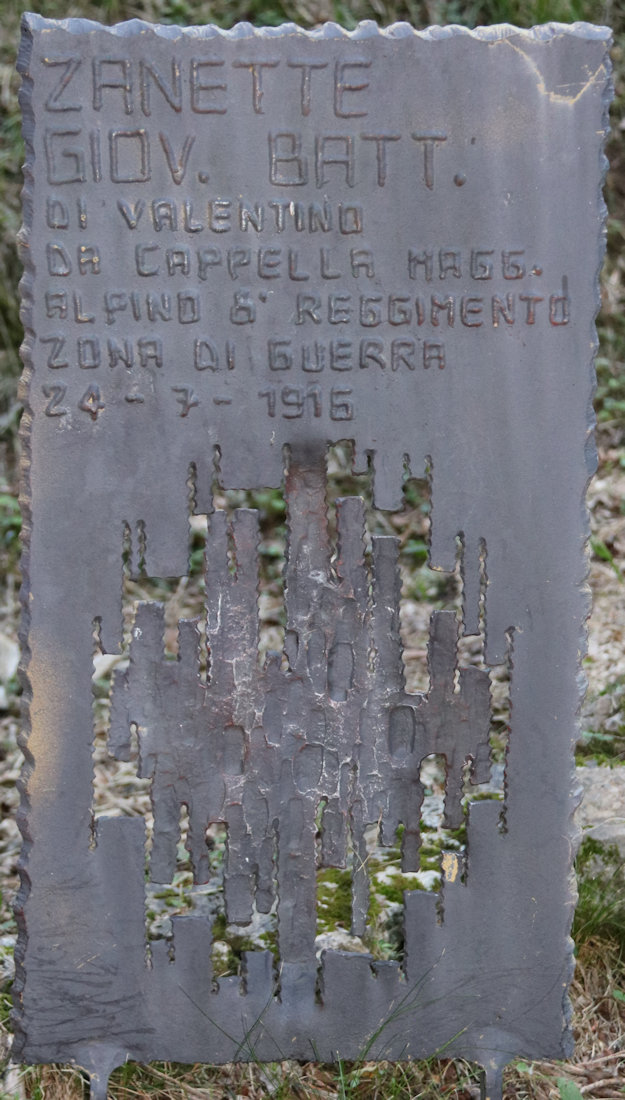 ZANETTE
GIOV. BATT.
DI VALENTINO
DA CAPPELLA MAGG.
ALPINO 8° REGGIMENTO
ZONA DI GUERRA
24-7-1916